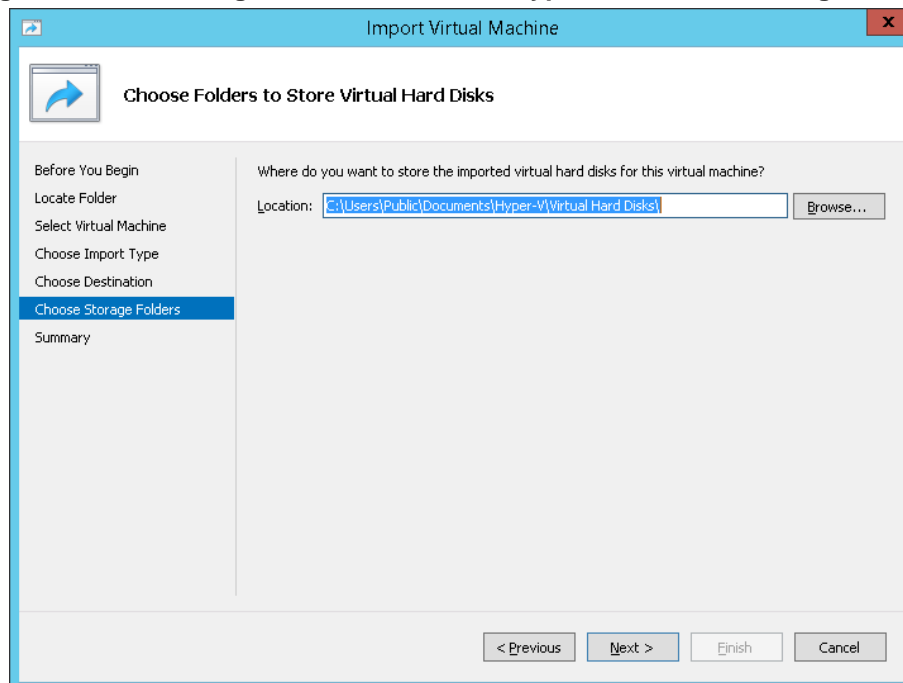 Import Virtual Machine
x
Choose Folders to Store Virtual Hard Disks
Before You Begin
Locate Folder
Select Virtual Machine
Choose Import Type
Choose Destination
Choose Storage Folders
Summary
Where do you want to store the imported virtual hard disks for this virtual machine?
Location: C:\Users\Public\Documents\Hyper-V\Virtual Hard Disks\ Browse...
< Previous Next > Finish Cancel